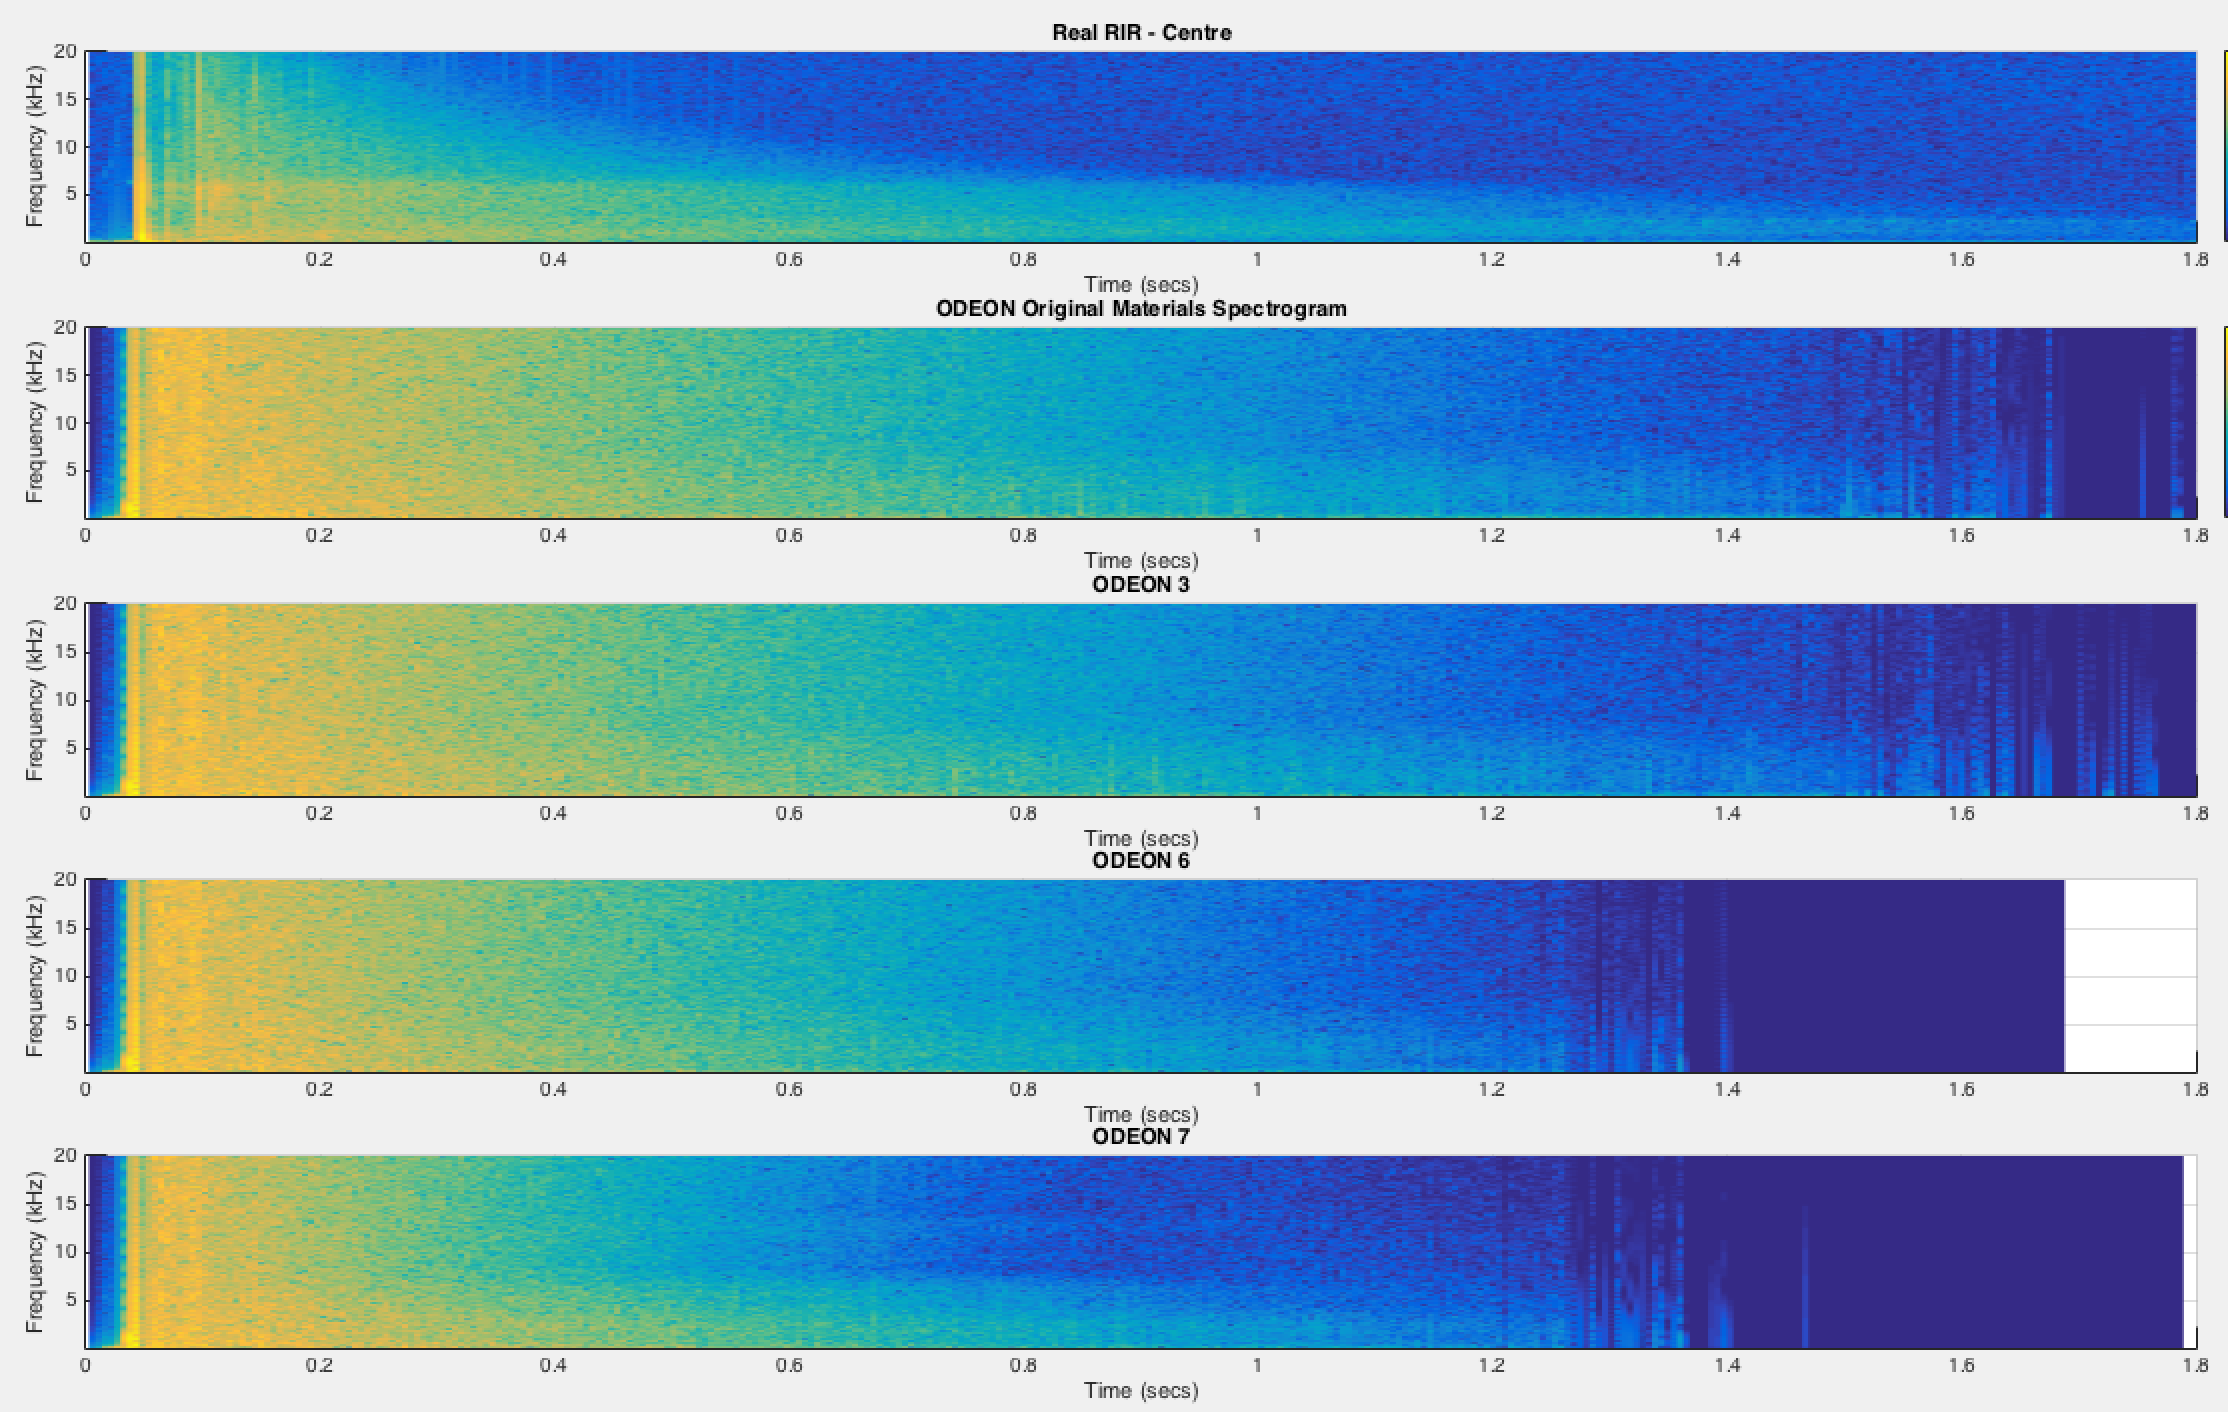 Real RIR - Centre
Frequency (kHz)
20
15
10
5
0 0.2 0.4 0.6 0.8 1 1.2 1.4 1.6 1.8
Time (secs)
ODEON Original Materials Spectrogram
Frequency (kHz)
20
15
10
5
0 0.2 0.4 0.6 0.8 1 1.2 1.4 1.6 1.8
Time (secs)
ODEON 3
Frequency (kHz)
20
15
10
5
0 0.2 0.4 0.6 0.8 1 1.2 1.4 1.6 1.8
Time (secs)
ODEON 6
Frequency (kHz)
20
15
10
5
0 0.2 0.4 0.6 0.8 1 1.2 1.4 1.6 1.8
Time (secs)
ODEON 7
Frequency (kHz)
20
15
10
5
0 0.2 0.4 0.6 0.8 1 1.2 1.4 1.6 1.8
Time (secs)